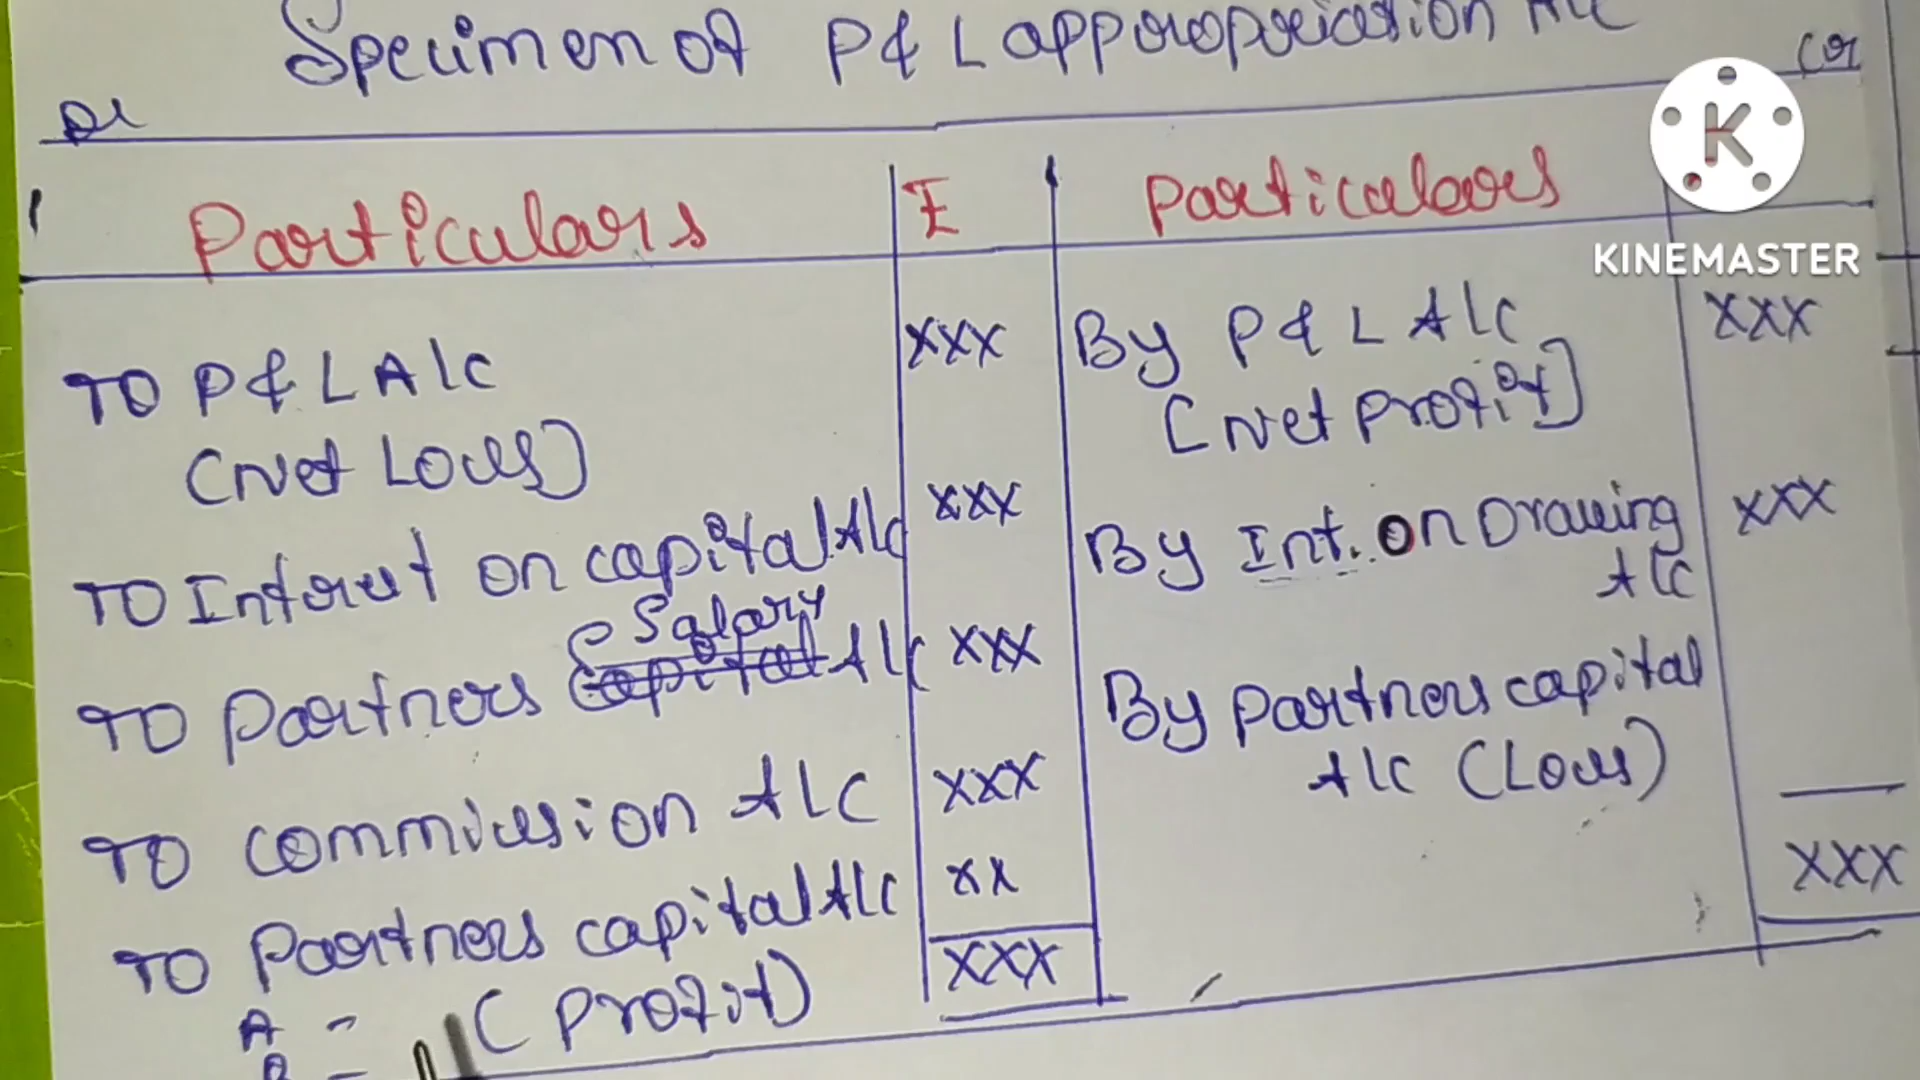 Specimen of P & L appropriation A/c
Dr
Cr
Particulars ₹ Particulars
K
KINEMASTER
To P & L A/c xxx
(Net Loss)
To Interest on capital A/c xxx
Salary
To Partners capital A/c xxx
To commission A/c xxx
To Partners capital A/c xx
(Profit)
A -
B -
xxx
By P & L A/c xxx
[Net profit]
By Int. on Drawing xxx
A/c
By Partners capital
A/c (Loss)
xxx